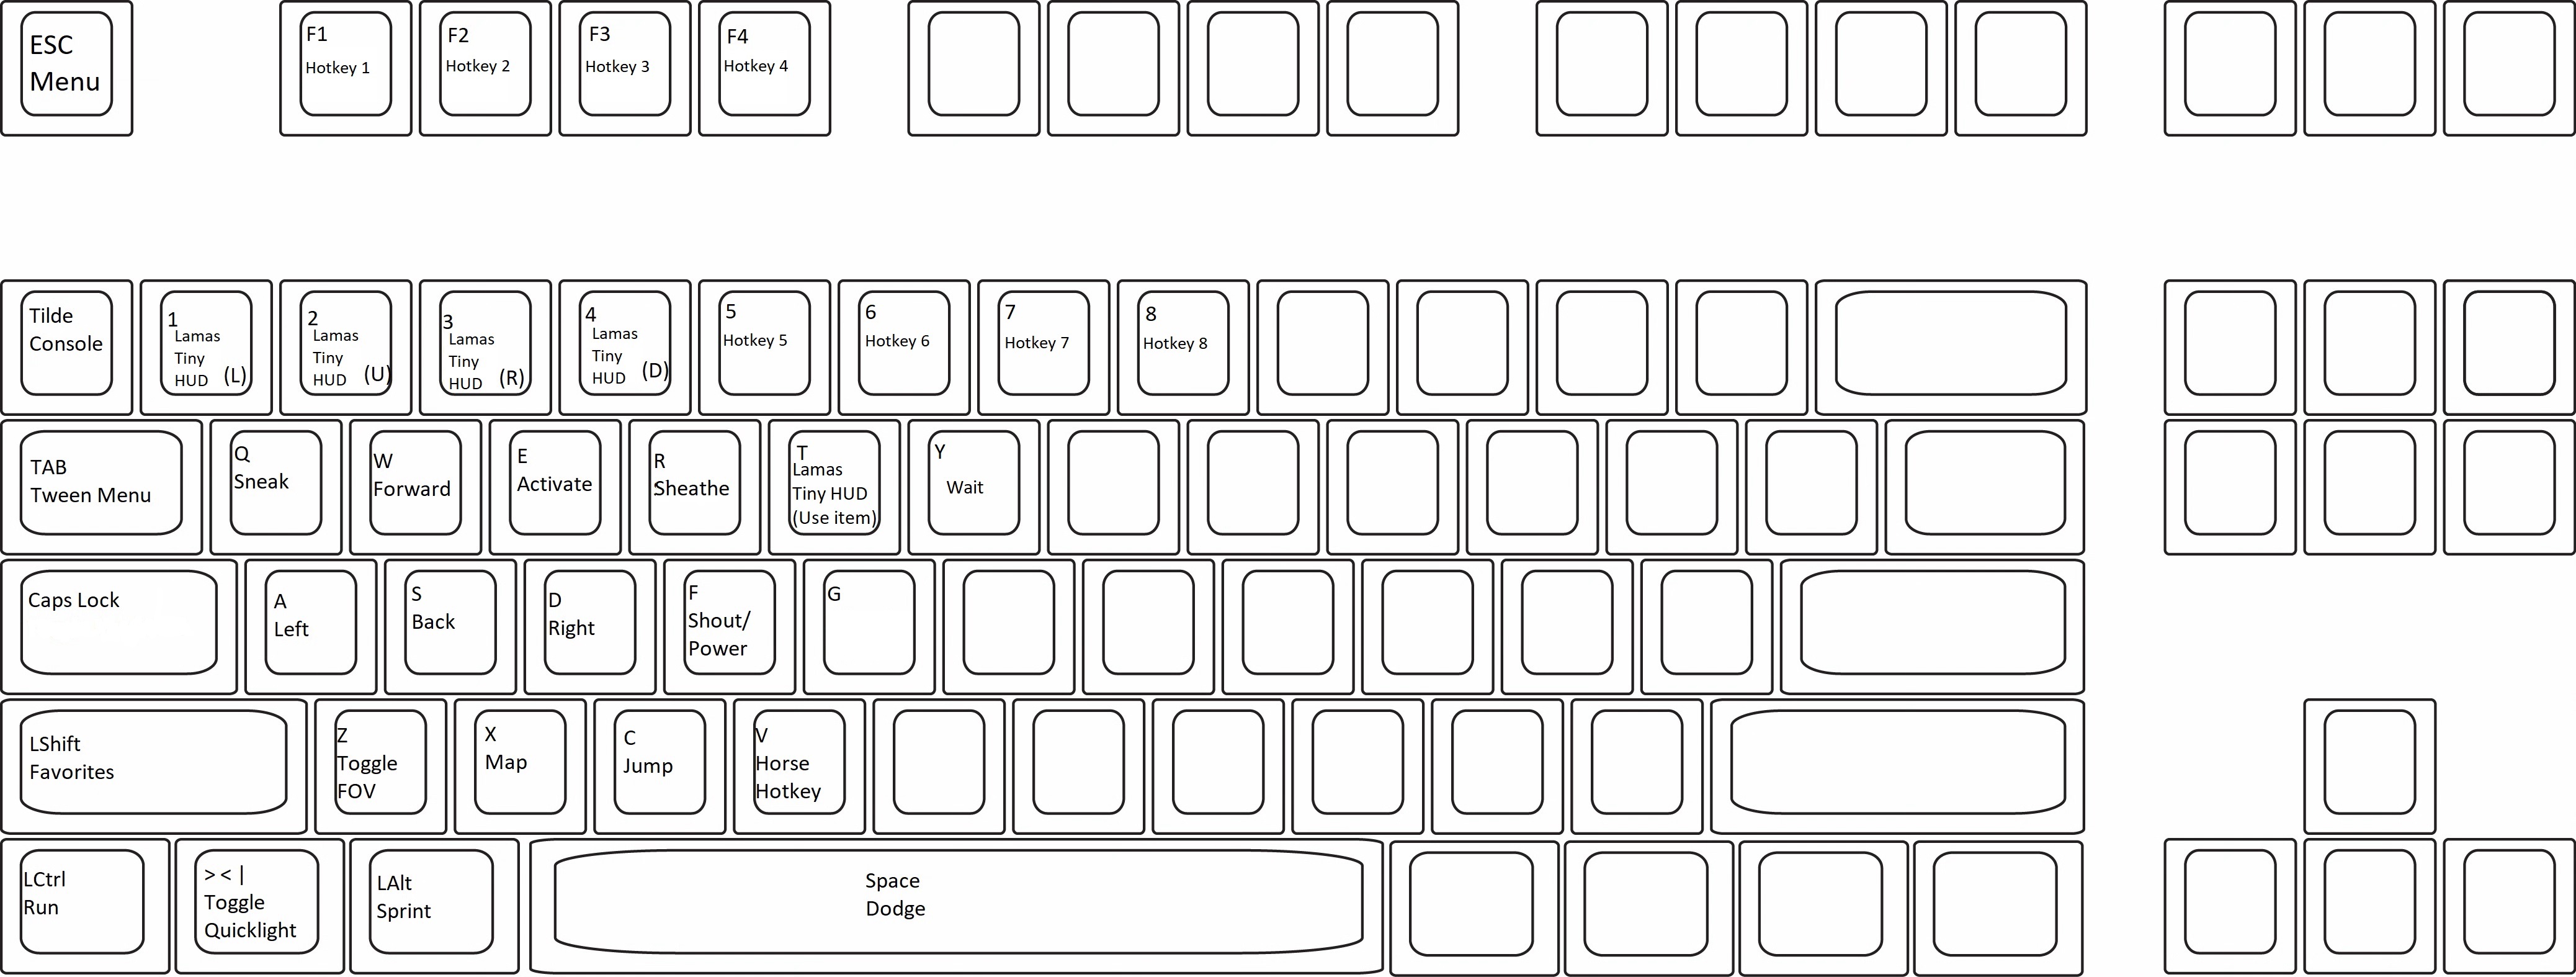 ESC
Menu
F1
Hotkey 1
F2
Hotkey 2
F3
Hotkey 3
F4
Hotkey 4
Tilde
Console
1
Lamas
Tiny
HUD (L)
2
Lamas
Tiny
HUD (U)
3
Lamas
Tiny
HUD (R)
4
Lamas
Tiny
HUD (D)
5
Hotkey 5
6
Hotkey 6
7
Hotkey 7
8
Hotkey 8
TAB
Tween Menu
Q
Sneak
W
Forward
E
Activate
R
Sheathe
T
Lamas
Tiny HUD
(Use item)
Y
Wait
Caps Lock
A
Left
S
Back
D
Right
F
Shout/
Power
G
LShift
Favorites
Z
Toggle
FOV
X
Map
C
Jump
V
Horse
Hotkey
LCtrl
Run
> < |
Toggle
Quicklight
LAlt
Sprint
Space
Dodge